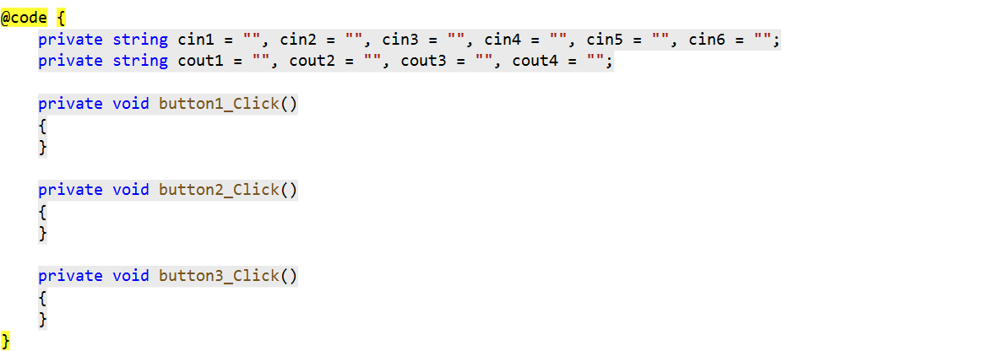 @code {
    private string cin1 = "", cin2 = "", cin3 = "", cin4 = "", cin5 = "", cin6 = "";
    private string cout1 = "", cout2 = "", cout3 = "", cout4 = "";

    private void button1_Click()
    {
    }

    private void button2_Click()
    {
    }

    private void button3_Click()
    {
    }
}